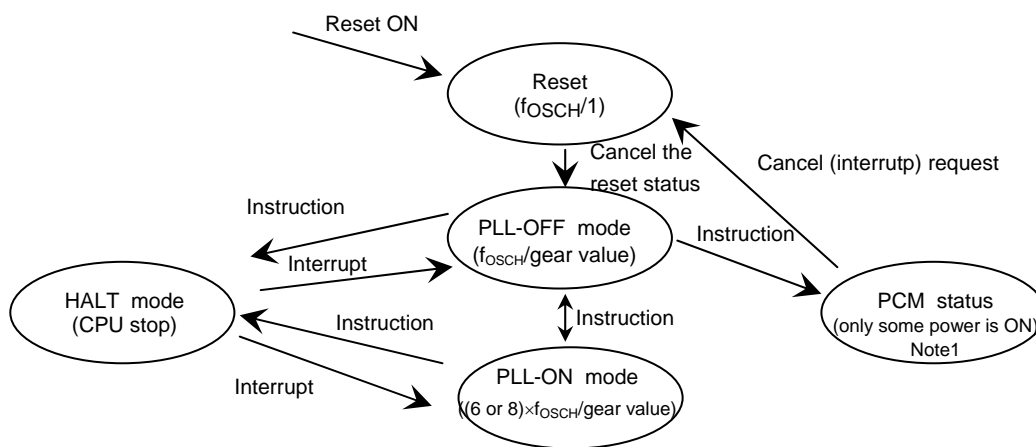 Reset ON
Reset
(fOSCH/1)
Cancel the
reset status
Cancel (interrutp) request
Instruction
PLL-OFF mode
(fOSCH/gear value)
Instruction
Interrupt
HALT mode
(CPU stop)
Instruction
Instruction
PCM status
(only some power is ON)
Note1
Interrupt
PLL-ON mode
((6 or 8)×fOSCH/gear value)